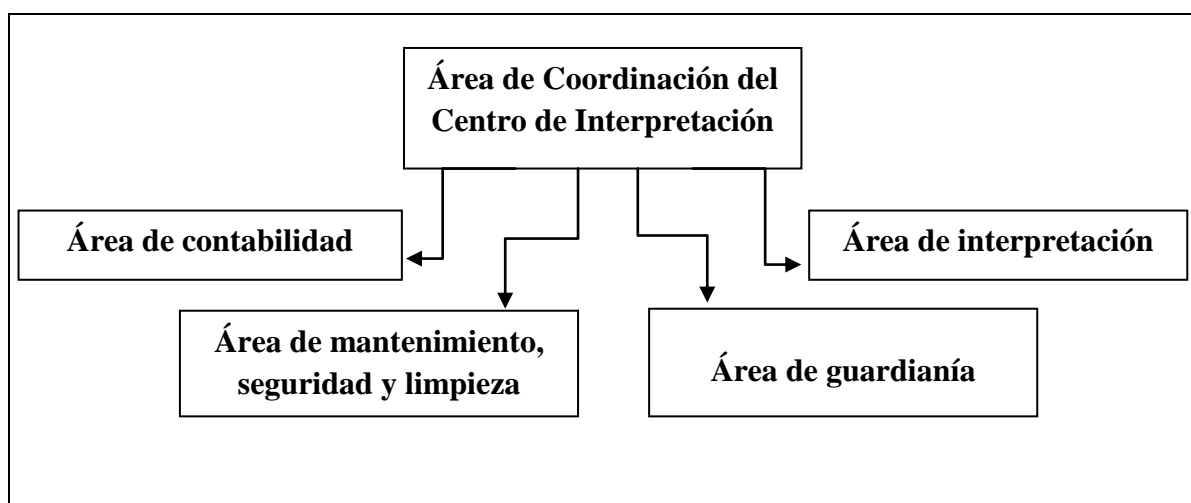 Área de Coordinación del
Centro de Interpretación
Área de contabilidad
Área de interpretación
Área de mantenimiento,
seguridad y limpieza
Área de guardianía